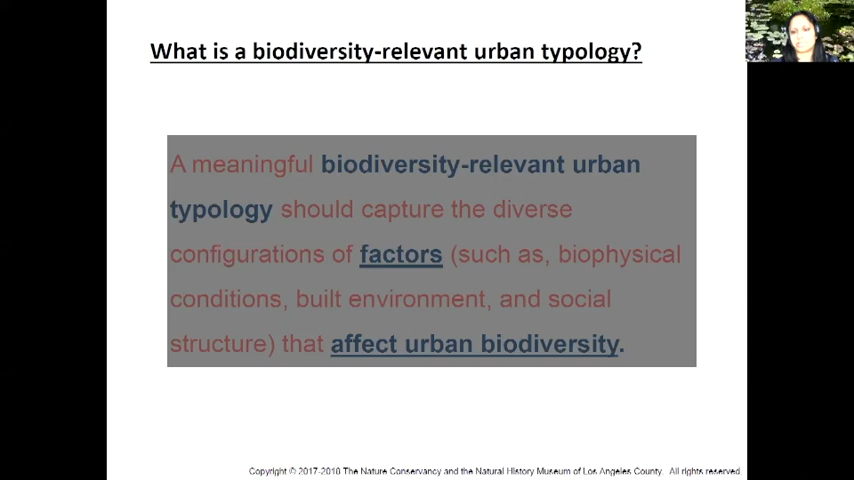 What is a biodiversity-relevant urban typology?
A meaningful biodiversity-relevant urban
typology should capture the diverse
configurations of factors (such as, biophysical
conditions, built environment, and social
structure) that affect urban biodiversity.
Copyright © 2017-2018 The Nature Conservancy and the Natural History Museum of Los Angeles County. All rights reserved